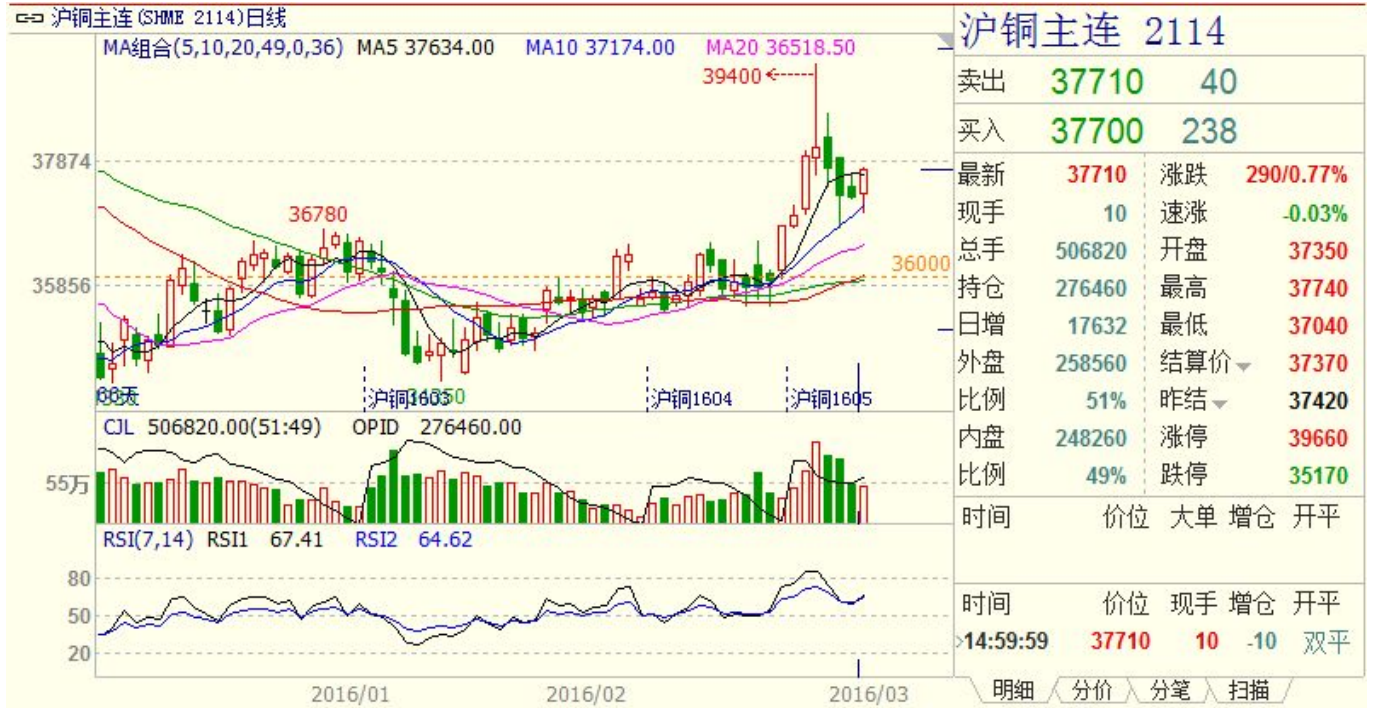 沪铜主连(SHME 2114)日线
MA组合(5,10,20,49,0,36) MA5 37634.00 MA10 37174.00 MA20 36518.50
39400
37874
36780
36000
35856
沪铜1603 沪铜1604 沪铜1605
CJL 506820.00(51:49) OPID 276460.00
55万
RSI(7,14) RSI1 67.41 RSI2 64.62
80
50
20
2016/01 2016/02 2016/03
沪铜主连 2114
卖出 37710 40
买入 37700 238
最新 37710 涨跌 290/0.77%
现手 10 速涨 -0.03%
总手 506820 开盘 37350
持仓 276460 最高 37740
日增 17632 最低 37040
外盘 258560 结算价 37370
比例 51% 昨结 37420
内盘 248260 涨停 39660
比例 49% 跌停 35170
时间 价位 大单 增仓 开平
时间 价位 现手 增仓 开平
14:59:59 37710 10 -10 双平
明细 分价 分笔 扫描